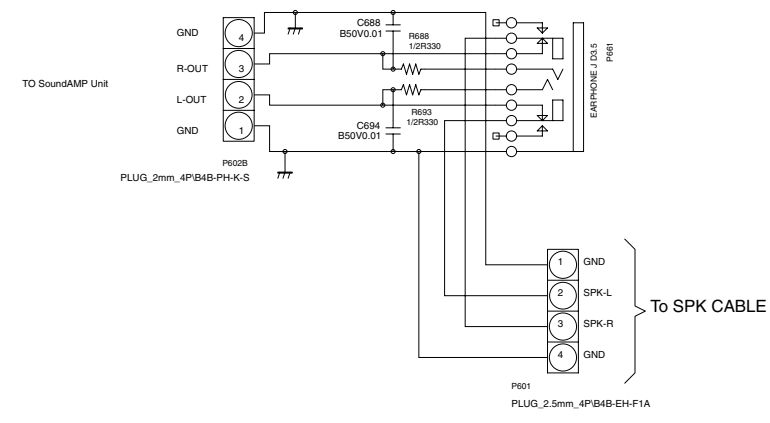 C688
B50V0.01
R688
1/2R330
GND
4
R-OUT
3
TO SoundAMP Unit
L-OUT
2
GND
1
R693
1/2R330
C694
B50V0.01
EARPHONE J D3.5
P661
P602B
PLUG_2mm_4P\B4B-PH-K-S
1
GND
2
SPK-L
3
SPK-R
4
GND
To SPK CABLE
P601
PLUG_2.5mm_4P\B4B-EH-F1A